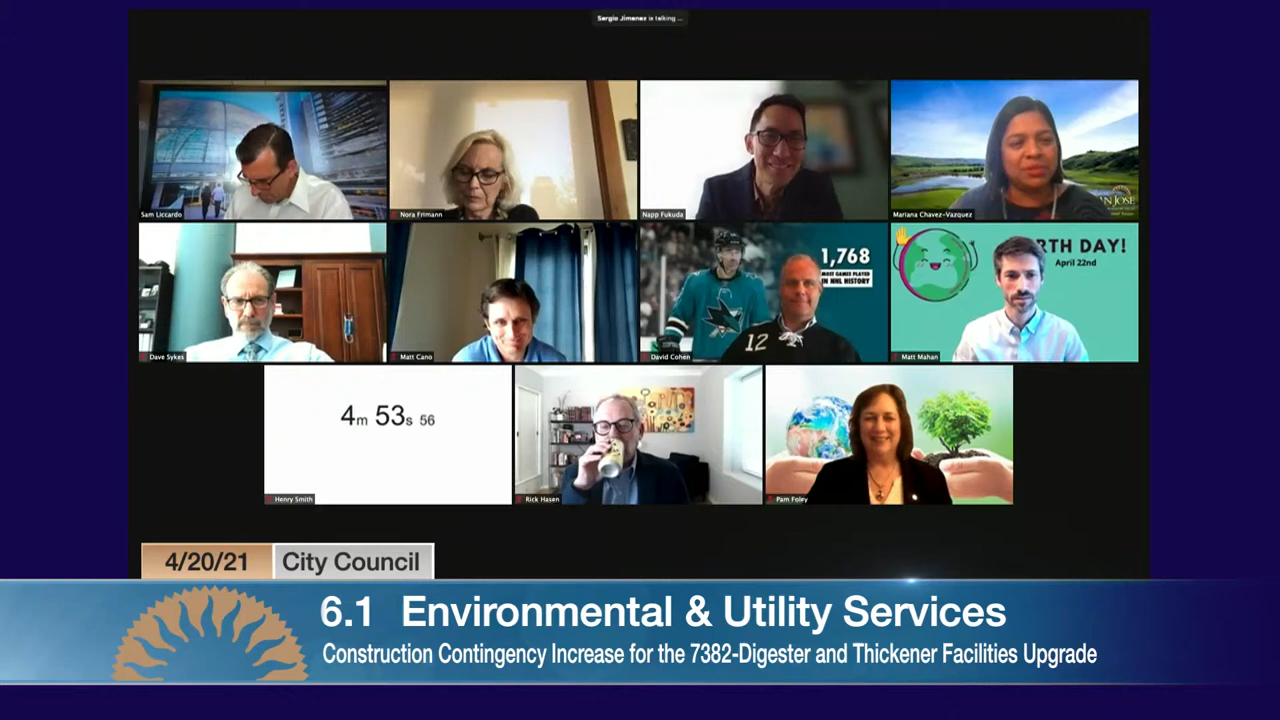 Sergio Jimenez is talking ...
Sam Liccardo
Nora Frimann
Napp Fukuda
AN JOSE
Mariana Chavez-Vazquez
1,768
MOST GAMES PLAYED
IN NHL HISTORY
12
12
RTH DAY!
April 22nd
Dave Sykes
Matt Cano
David Cohen
Matt Mahan
4m 53s 56
Henry Smith
Rick Hasen
Pam Foley
4/20/21 City Council
6.1 Environmental & Utility Services
Construction Contingency Increase for the 7382-Digester and Thickener Facilities Upgrade